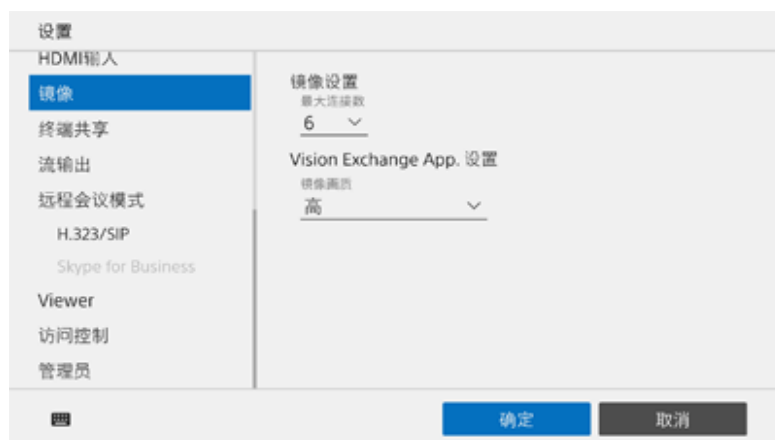 设置
HDMI输入
镜像
终端共享
流输出
远程会议模式
H.323/SIP
Skype for Business
Viewer
访问控制
管理员
镜像设置
最大连接数
6
Vision Exchange App. 设置
镜像画质
高
确定
取消